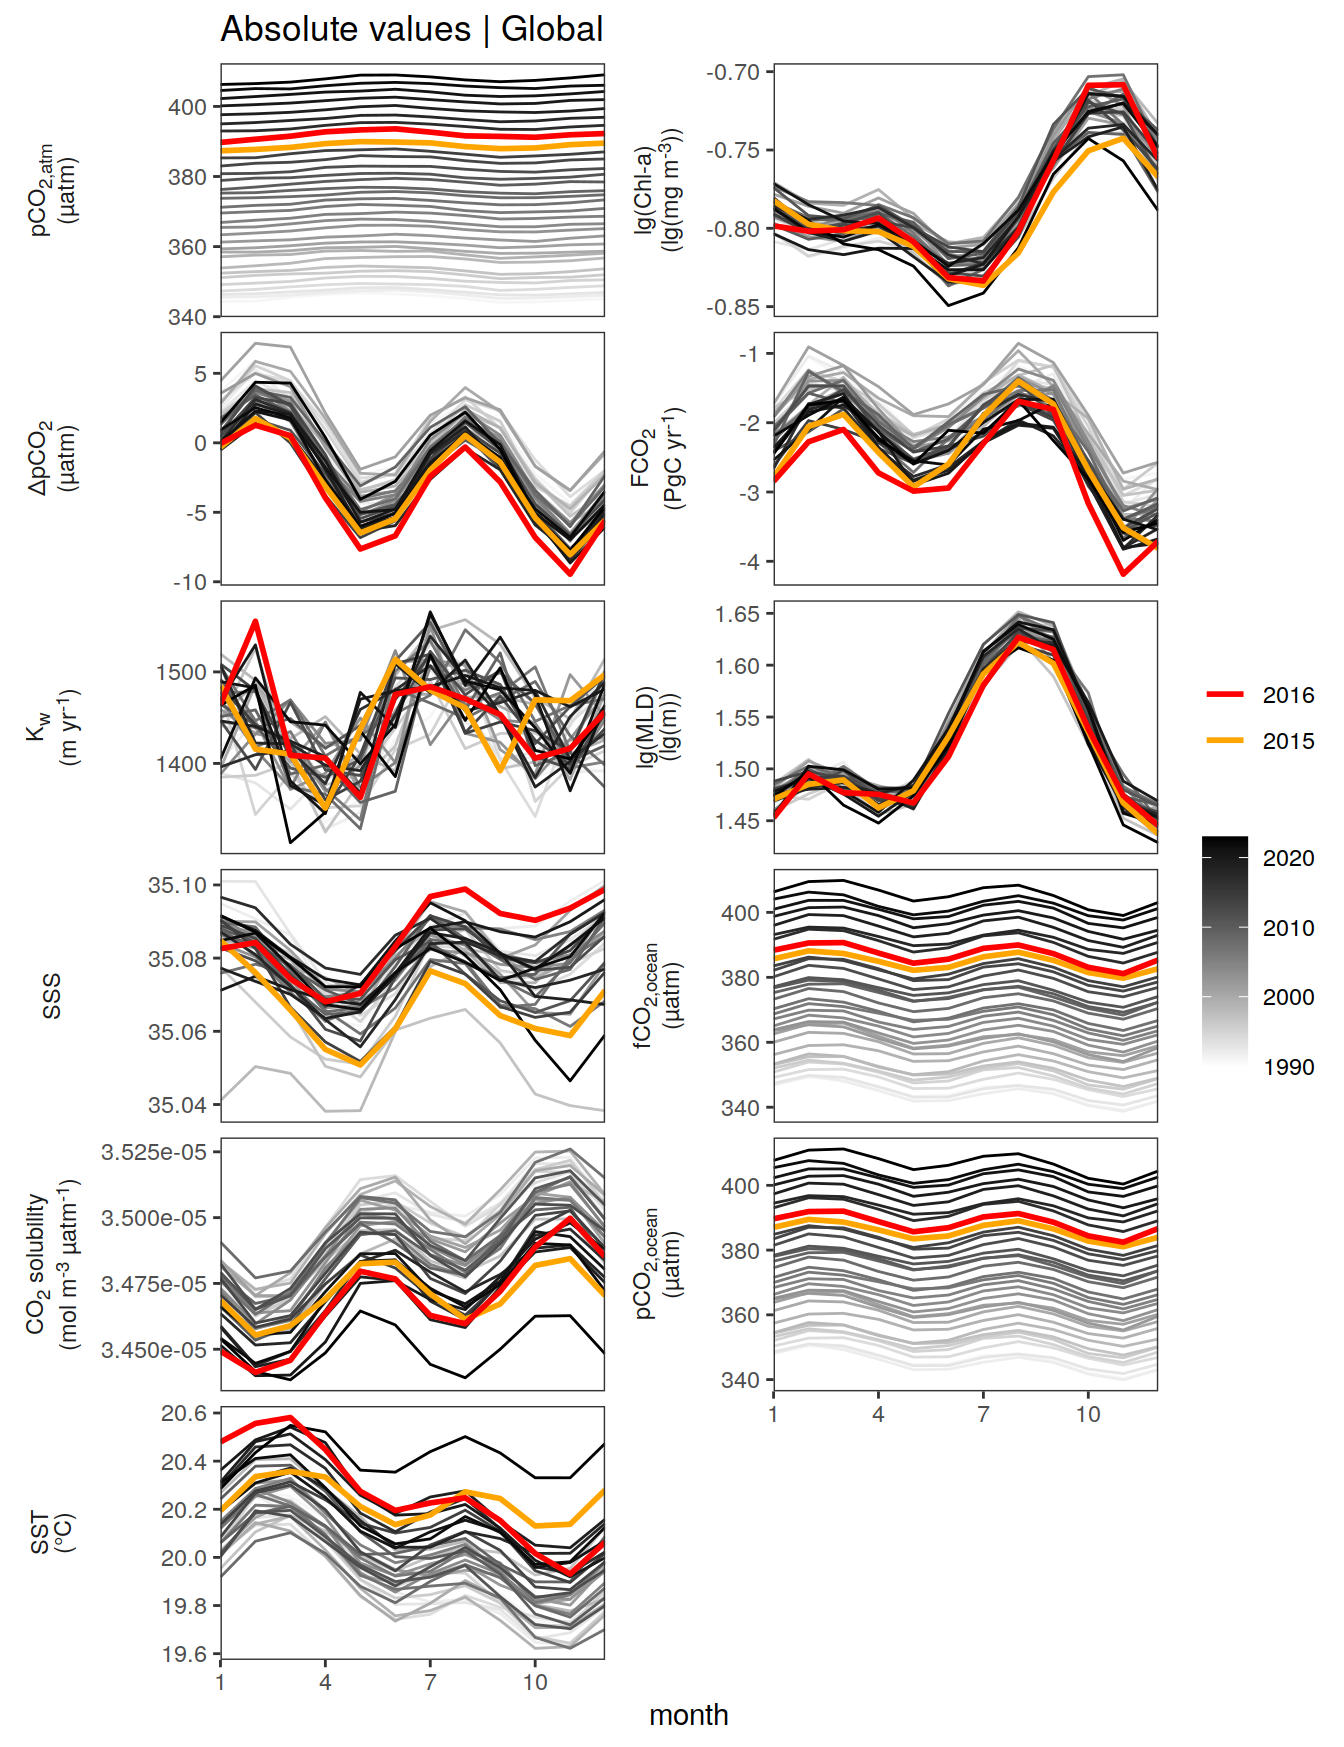 Absolute values | Global
pCO2,atm
(µatm)
400
380
360
340
lg(Chl-a)
(lg(mg m-3))
-0.70
-0.75
-0.80
-0.85
ΔpCO2
(µatm)
5
0
-5
-10
FCO2
(PgC yr-1)
-1
-2
-3
-4
Kw
(m yr-1)
1500
1400
lg(MLD)
(lg(m))
1.65
1.60
1.55
1.50
1.45
SSS
35.10
35.08
35.06
35.04
fCO2,ocean
(µatm)
400
380
360
340
CO2 solubility
(mol m-3 µatm-1)
3.525e-05
3.500e-05
3.475e-05
3.450e-05
pCO2,ocean
(µatm)
400
380
360
340
1 4 7 10
SST
(°C)
20.6
20.4
20.2
20.0
19.8
19.6
1 4 7 10
month
2016
2015
2020
2010
2000
1990